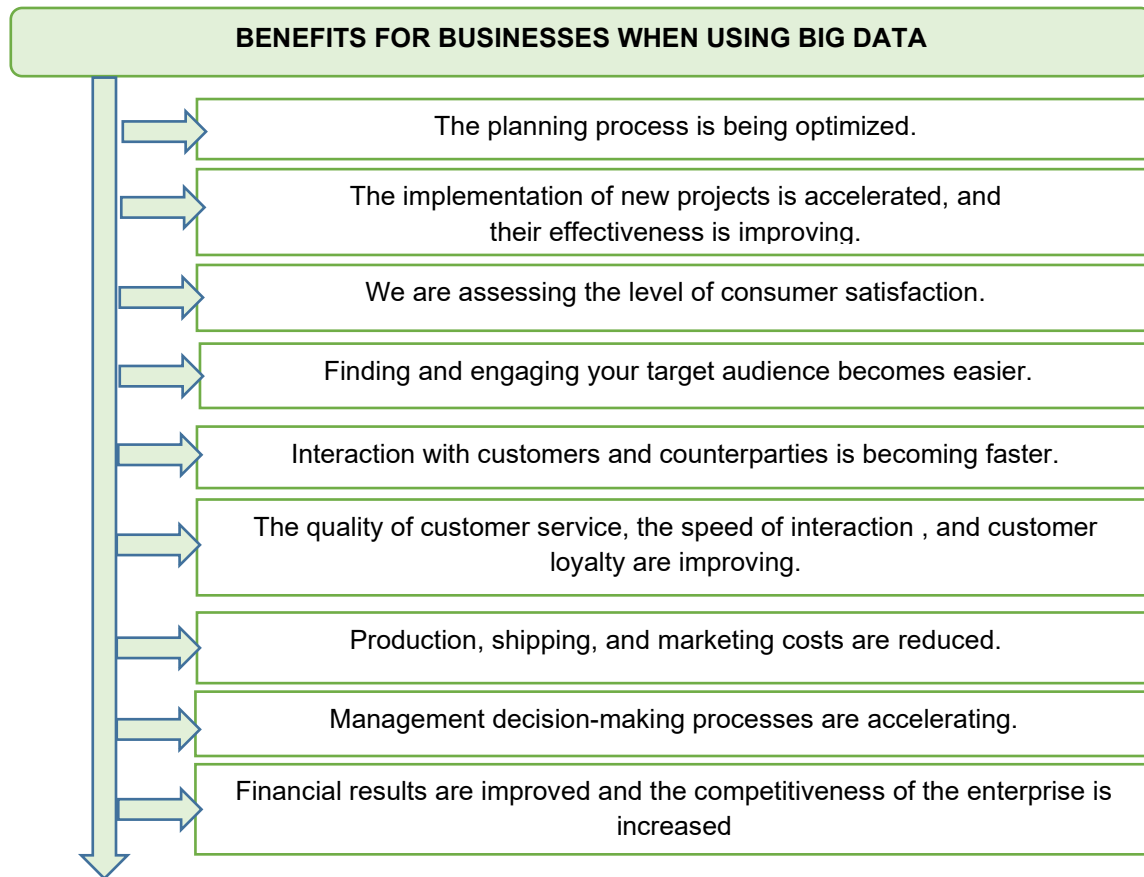 BENEFITS FOR BUSINESSES WHEN USING BIG DATA
The planning process is being optimized.
The implementation of new projects is accelerated, and
their effectiveness is improving.
We are assessing the level of consumer satisfaction.
Finding and engaging your target audience becomes easier.
Interaction with customers and counterparties is becoming faster.
The quality of customer service, the speed of interaction , and customer
loyalty are improving.
Production, shipping, and marketing costs are reduced.
Management decision-making processes are accelerating.
Financial results are improved and the competitiveness of the enterprise is
increased